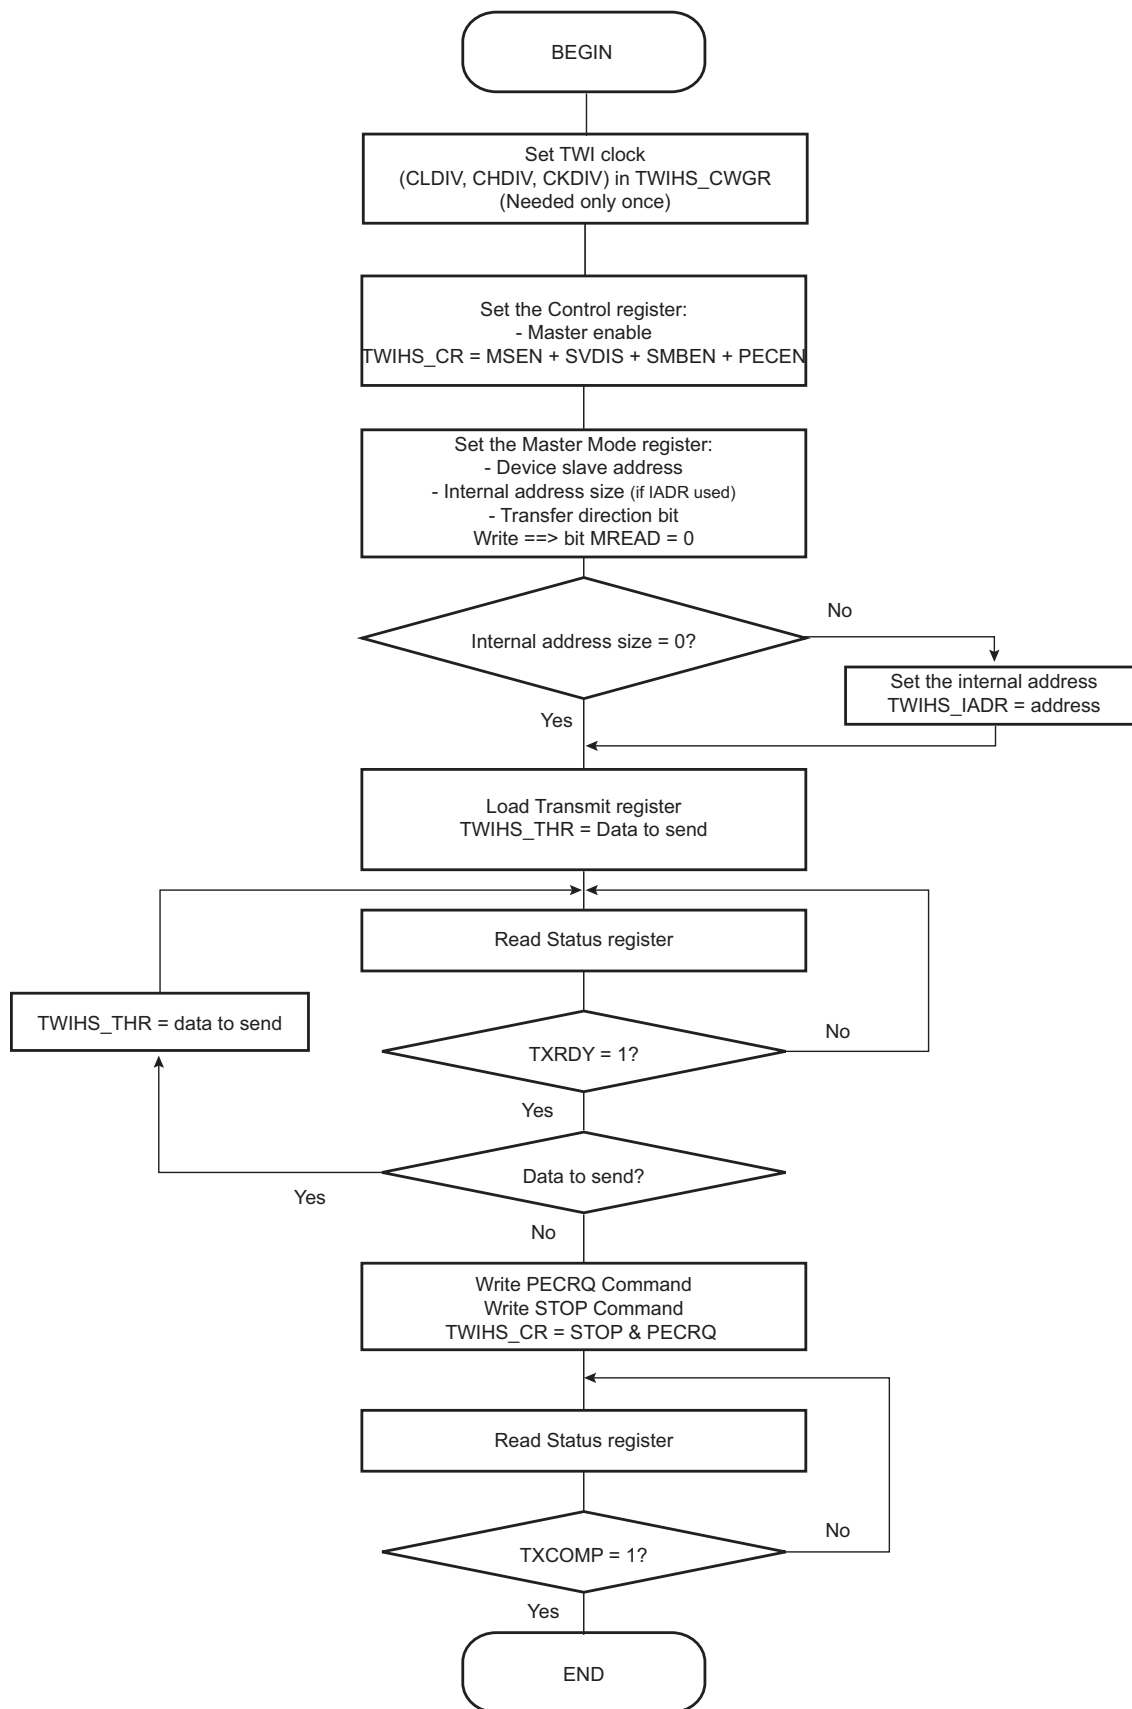 BEGIN
Set TWI clock
(CLDIV, CHDIV, CKDIV) in TWIHS_CWGR
(Needed only once)
Set the Control register:
- Master enable
TWIHS_CR = MSEN + SVDIS + SMBEN + PECEN
Set the Master Mode register:
- Device slave address
- Internal address size (if IADR used)
- Transfer direction bit
Write ==> bit MREAD = 0
No
Internal address size = 0?
Set the internal address
TWIHS_IADR = address
Yes
Load Transmit register
TWIHS_THR = Data to send
Read Status register
TWIHS_THR = data to send
No
TXRDY = 1?
Yes
Data to send?
Yes
No
Write PECRQ Command
Write STOP Command
TWIHS_CR = STOP & PECRQ
Read Status register
No
TXCOMP = 1?
Yes
END